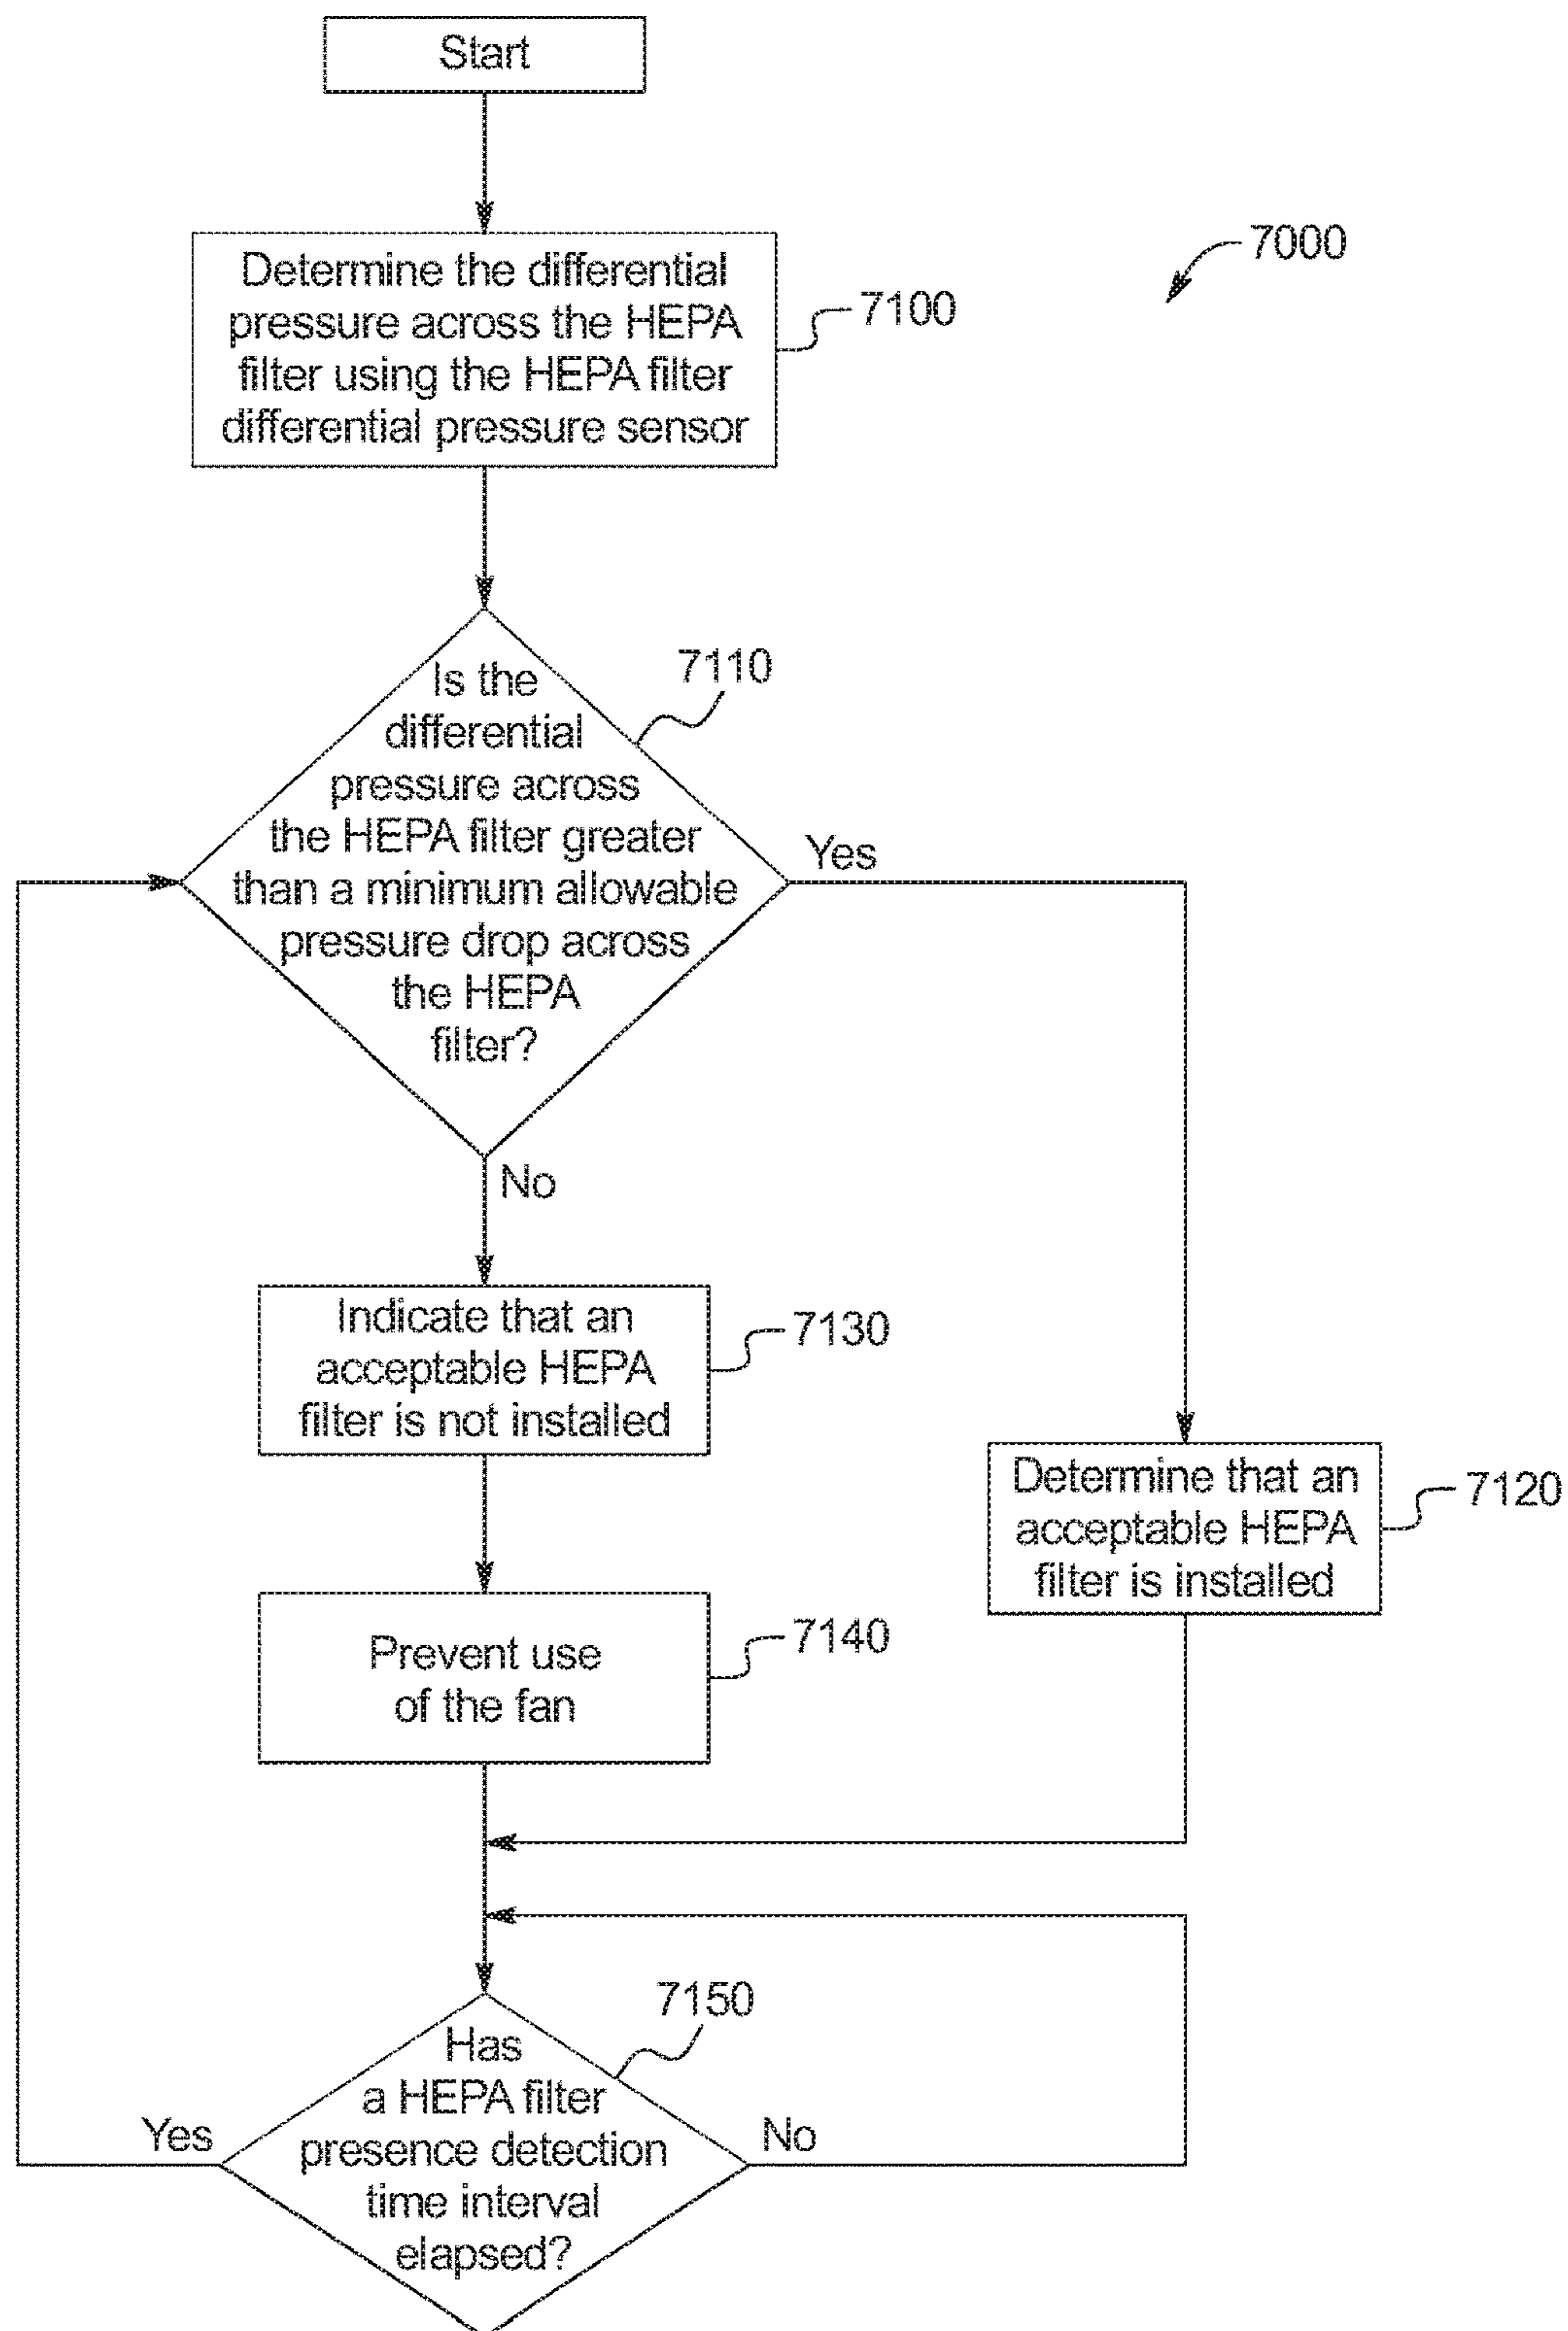 Start
7000
Determine the differential
pressure across the HEPA
filter using the HEPA filter
differential pressure sensor
7100
7110
Is the
differential
pressure across
the HEPA filter greater
than a minimum allowable
pressure drop across
the HEPA
filter?
Yes
No
Indicate that an
acceptable HEPA
filter is not installed
7130
Determine that an
acceptable HEPA
filter is installed
7120
Prevent use
of the fan
7140
7150
Has
a HEPA filter
presence detection
time interval
elapsed?
Yes
No